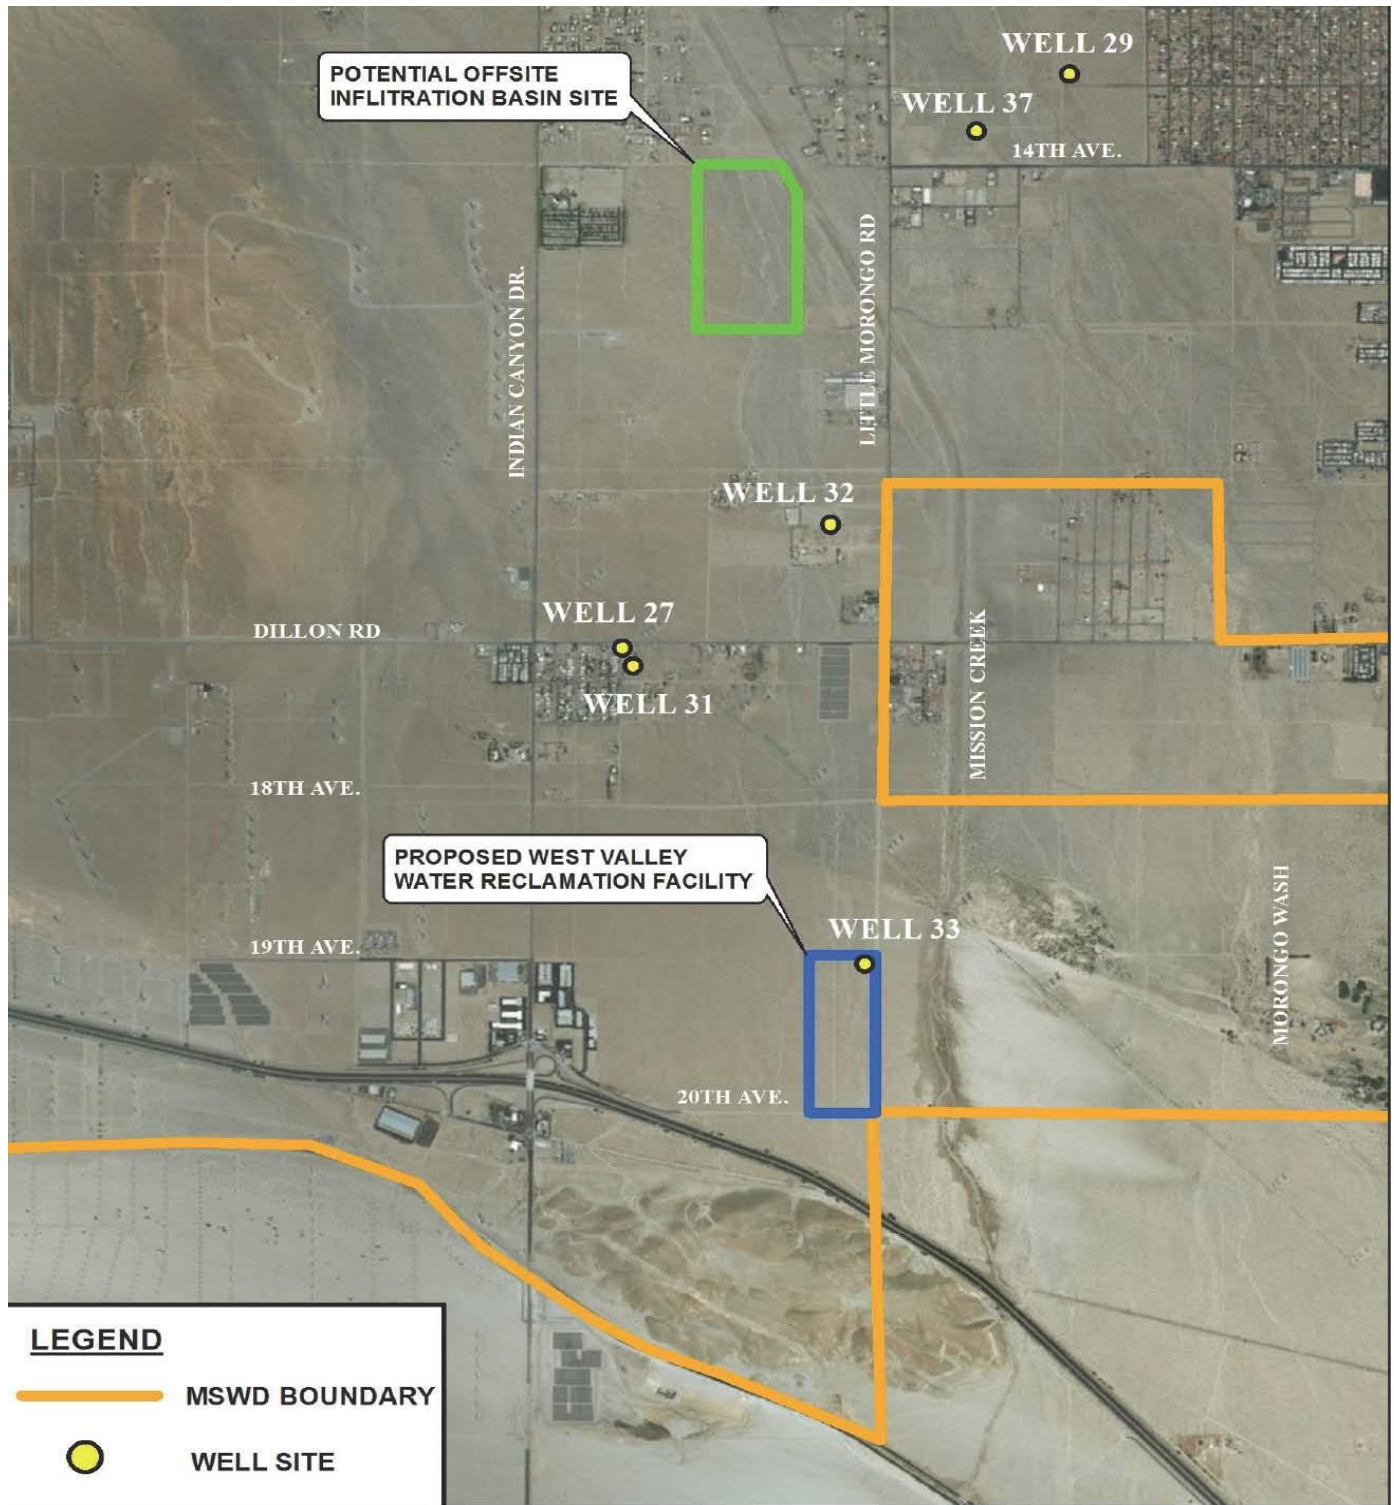 WELL 29
POTENTIAL OFFSITE
INFLITRATION BASIN SITE
WELL 37
14TH AVE.
INDIAN CANYON DR.
LITTLE MORONGO RD
WELL 32
WELL 27
DILLON RD
WELL 31
MISSION CREEK
18TH AVE.
PROPOSED WEST VALLEY
WATER RECLAMATION FACILITY
WELL 33
19TH AVE.
MORONGO WASH
20TH AVE.
LEGEND
MSWD BOUNDARY
WELL SITE